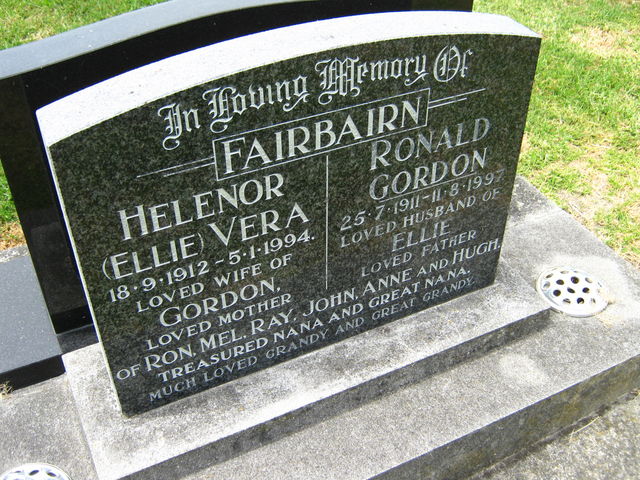 In Loving Memory Of
FAIRBAIRN
HELENOR
(ELLIE) VERA
18·9·1912 - 5·1·1994.
LOVED WIFE OF
GORDON.
LOVED MOTHER
RONALD
GORDON
25·7·1911 - 11·8·1997
LOVED HUSBAND OF
ELLIE
LOVED FATHER
OF RON, MEL, RAY, JOHN, ANNE AND HUGH.
TREASURED NANA AND GREAT NANA.
MUCH LOVED GRANDY AND GREAT GRANDY.